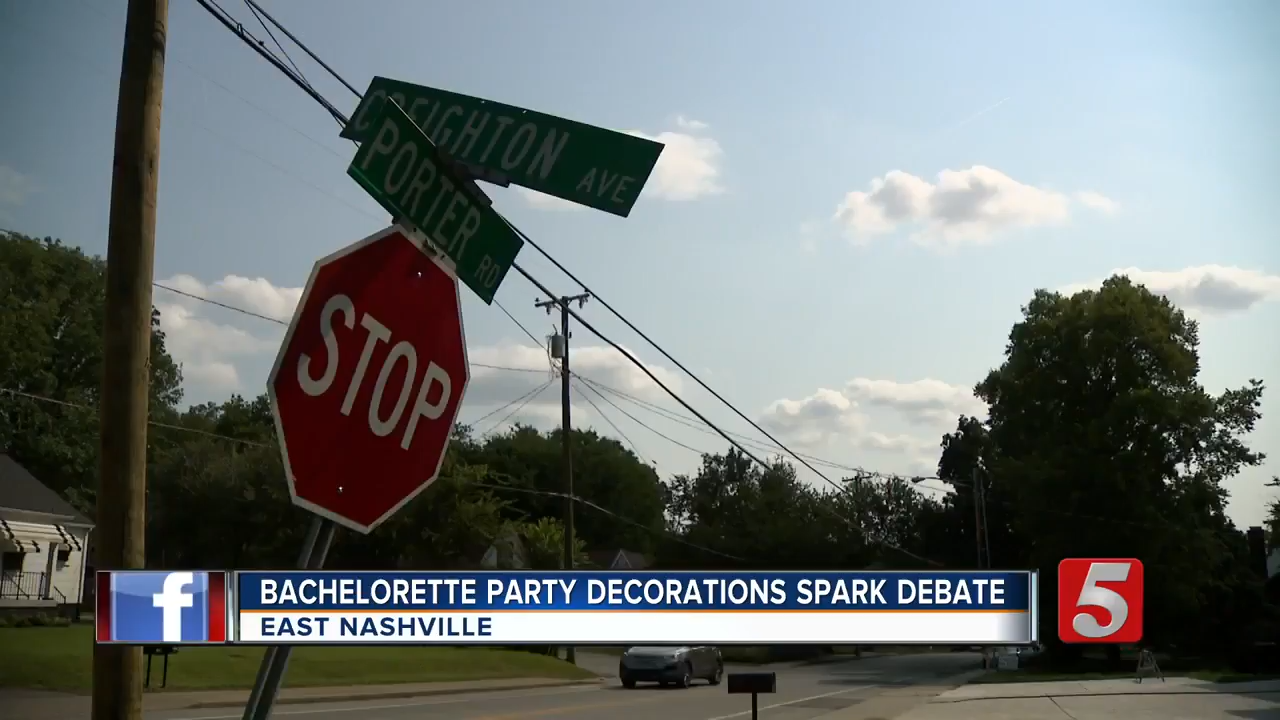 CREIGHTON AVE
PORTER RD
STOP
f
BACHELORETTE PARTY DECORATIONS SPARK DEBATE
EAST NASHVILLE
5